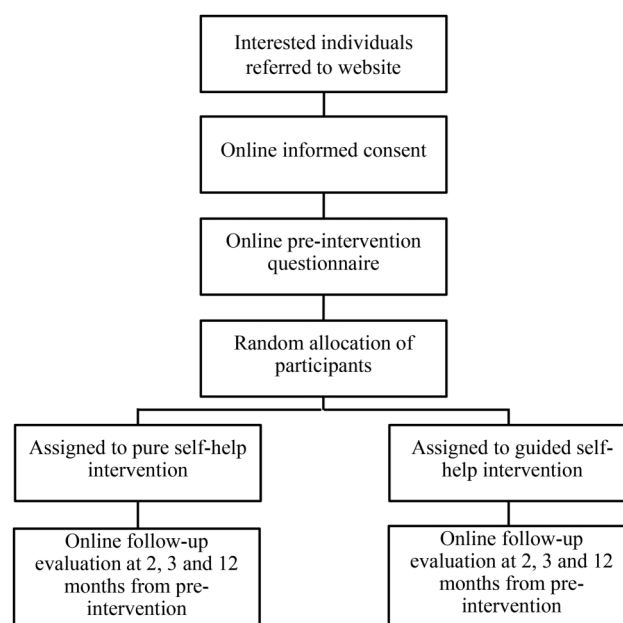 Interested individuals
referred to website
Online informed consent
Online pre-intervention
questionnaire
Random allocation of
participants
Assigned to pure self-help
intervention
Assigned to guided self-
help intervention
Online follow-up
evaluation at 2, 3 and 12
months from pre-
intervention
Online follow-up
evaluation at 2, 3 and 12
months from pre-
intervention